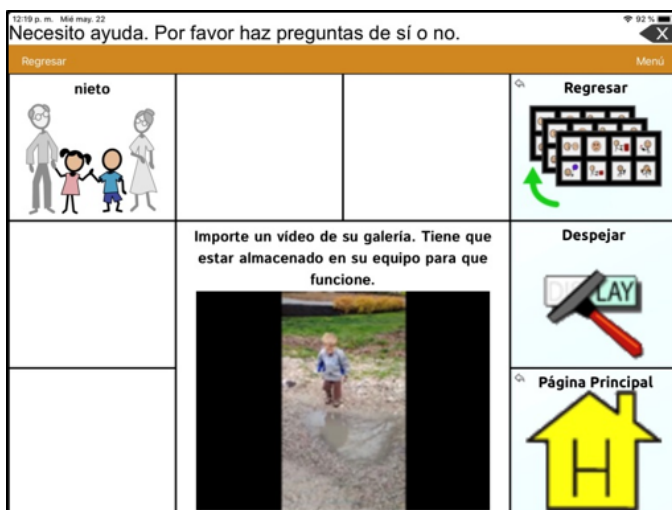 12:19 p. m. Mié may. 22
92 %
Necesito ayuda. Por favor haz preguntas de sí o no.
X
Regresar
Menú
nieto
Regresar
Importe un vídeo de su galería. Tiene que
estar almacenado en su equipo para que
funcione.
Despejar
DISPLAY
Página Principal
H